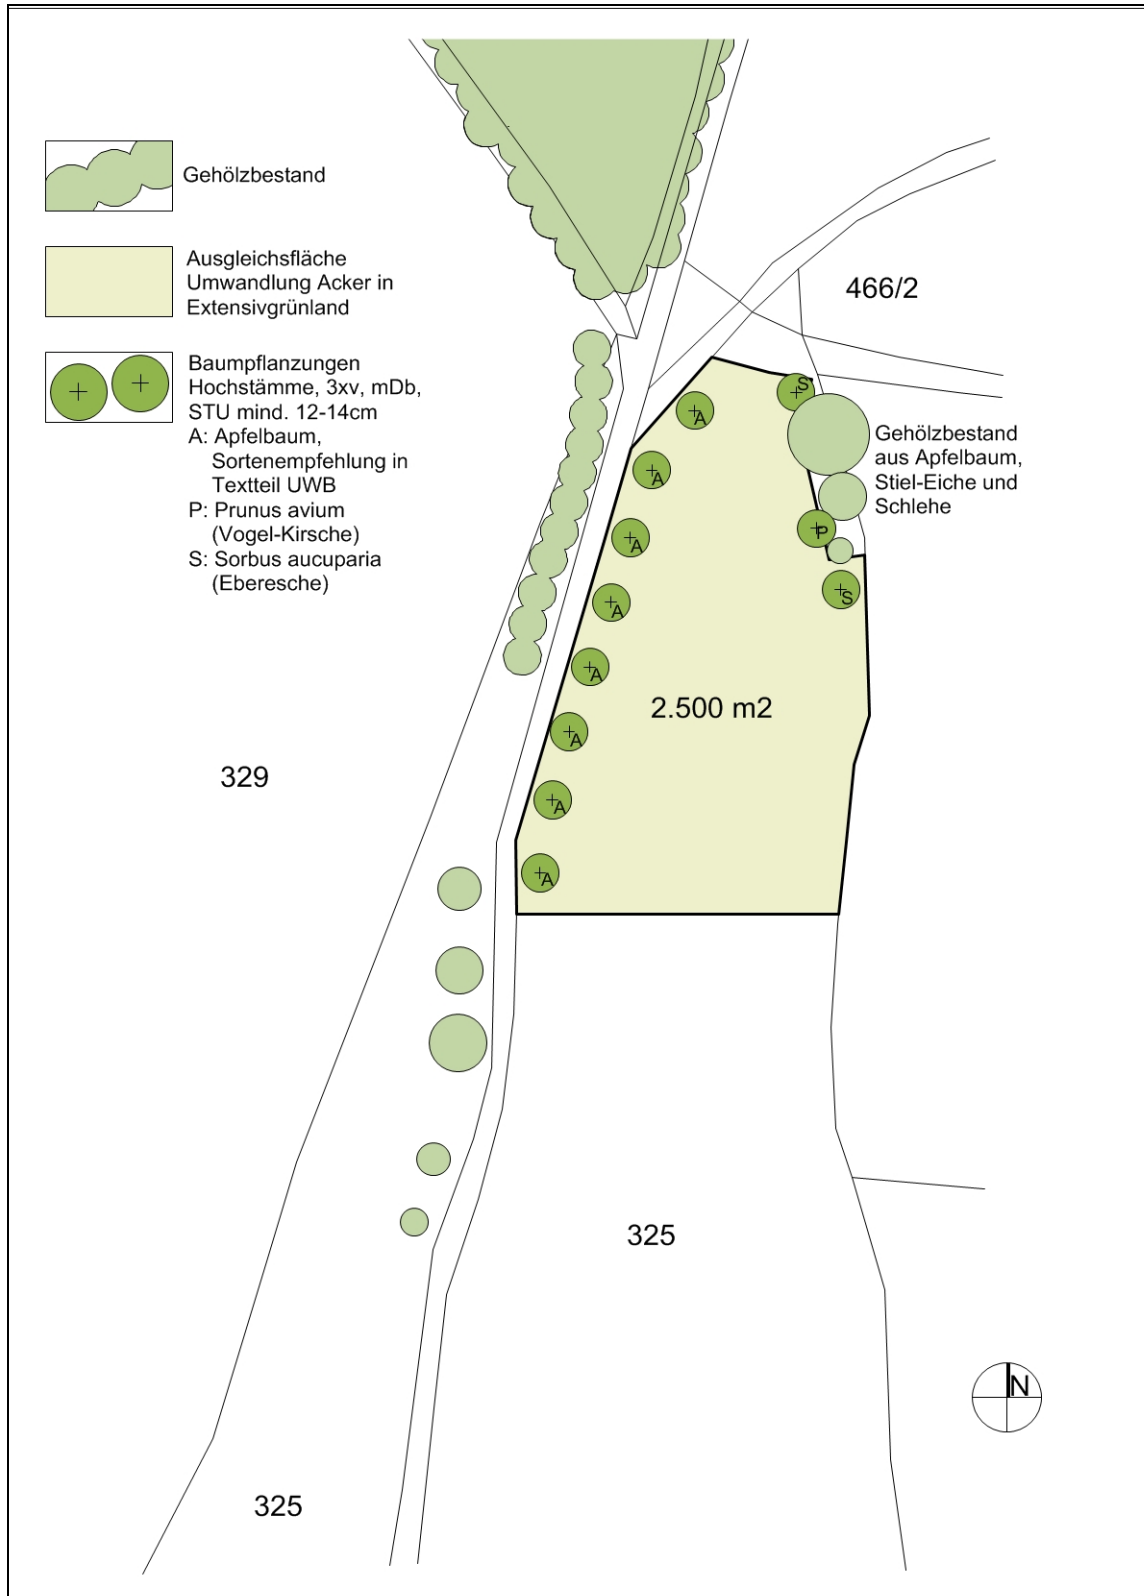 Gehölzbestand
Ausgleichsfläche
Umwandlung Acker in
Extensivgrünland
Baumpflanzungen
Hochstämme, 3xv, mDb,
STU mind. 12-14cm
A: Apfelbaum,
Sortenempfehlung in
Textteil UWB
P: Prunus avium
(Vogel-Kirsche)
S: Sorbus aucuparia
(Eberesche)
466/2
S
A
Gehölzbestand
aus Apfelbaum,
Stiel-Eiche und
Schlehe
A
P
A
S
A
A
2.500 m2
A
329
A
A
325
N
325